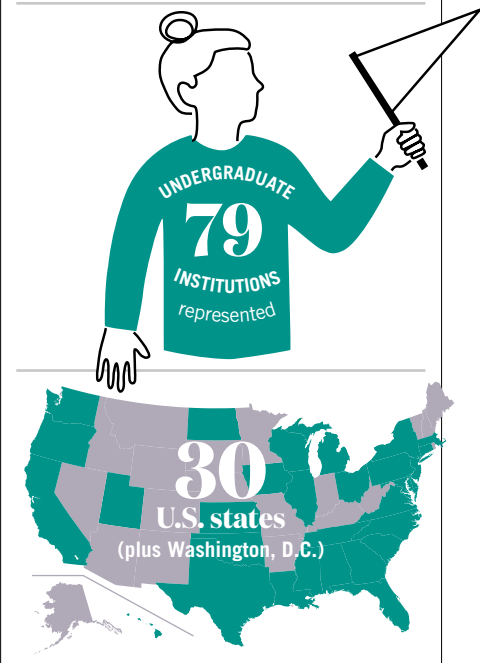 UNDERGRADUATE
79
INSTITUTIONS
represented
30
U.S. states
(plus Washington, D.C.)